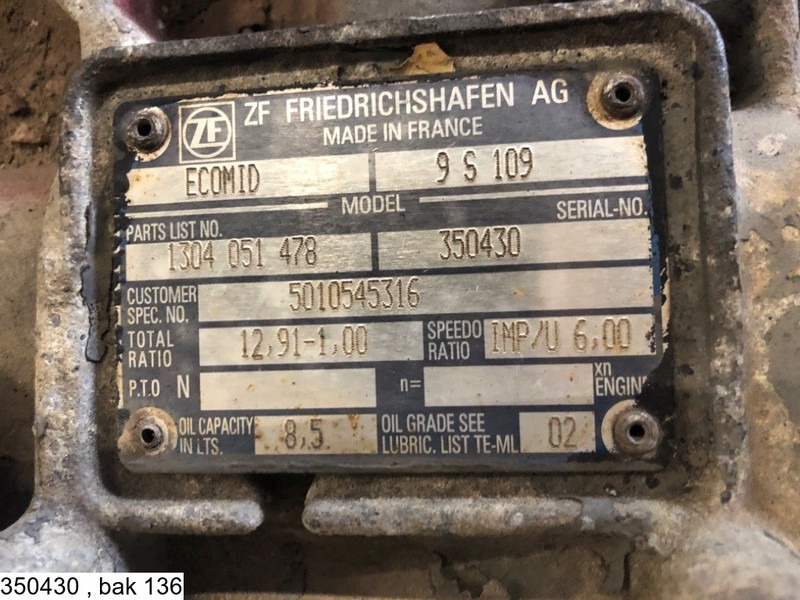 ZF ZF FRIEDRICHSHAFEN AG
MADE IN FRANCE
ECOMID 9 S 109
MODEL
PARTS LIST NO. SERIAL-NO.
1304 051 478 350430
CUSTOMER
SPEC. NO. 5010545316
TOTAL
RATIO 12,91-1,00 SPEEDO
RATIO IMP/U 6,00
P.T.O N n= xn
ENGINE
OIL CAPACITY
IN LTS. 8,5 OIL GRADE SEE
LUBRIC. LIST TE-ML 02
350430 , bak 136